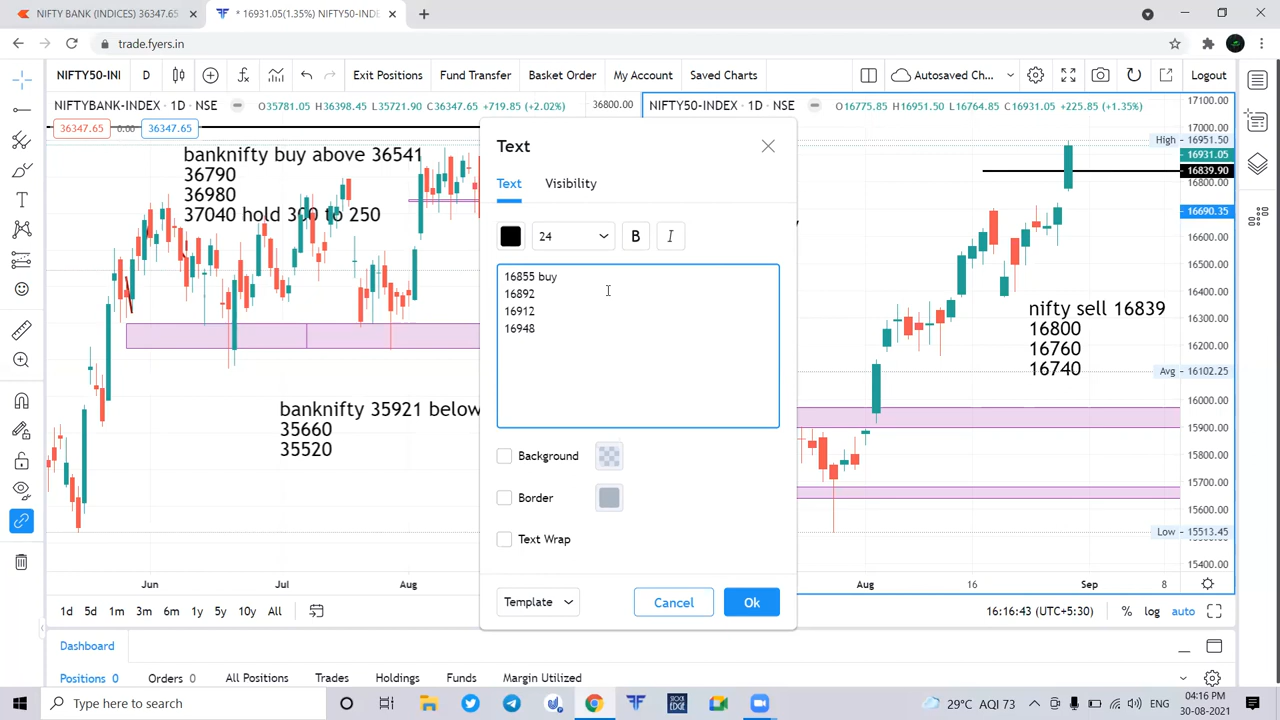 NIFTY BANK (INDICES) 36347.65
* 16931.05(1.35%) NIFTY50-INDE
trade.fyers.in
NIFTY50-INI
D
Exit Positions
Fund Transfer
Basket Order
My Account
Saved Charts
Autosaved Ch...
Logout
NIFTYBANK-INDEX · 1D · NSE
O35781.05 H36398.45 L35721.90 C36347.65 +719.85 (+2.02%)
36800.00
NIFTY50-INDEX · 1D · NSE
O16775.85 H16951.50 L16764.85 C16931.05 +225.85 (+1.35%)
17100.00
36347.65
0.00
36347.65
17000.00
High
16951.50
16931.05
16839.90
16800.00
16690.35
16600.00
16500.00
16400.00
16300.00
16200.00
Avg
16102.25
16000.00
15900.00
15800.00
15700.00
15600.00
Low
15513.45
15400.00
banknifty buy above 36541
36790
36980
37040 hold 300 to 250
banknifty 35921 below
35660
35520
nifty sell 16839
16800
16760
16740
Text
Text
Visibility
24
B
I
16855 buy
16892
16912
16948
Background
Border
Text Wrap
Template
Cancel
Ok
Jun
Jul
Aug
Aug
16
Sep
8
1d
5d
1m
3m
6m
1y
5y
10y
All
16:16:43 (UTC+5:30)
%
log
auto
Dashboard
Positions 0
Orders 0
All Positions
Trades
Holdings
Funds
Margin Utilized
Type here to search
STOCK
EDGE
29°C AQI 73
ENG
04:16 PM
30-08-2021